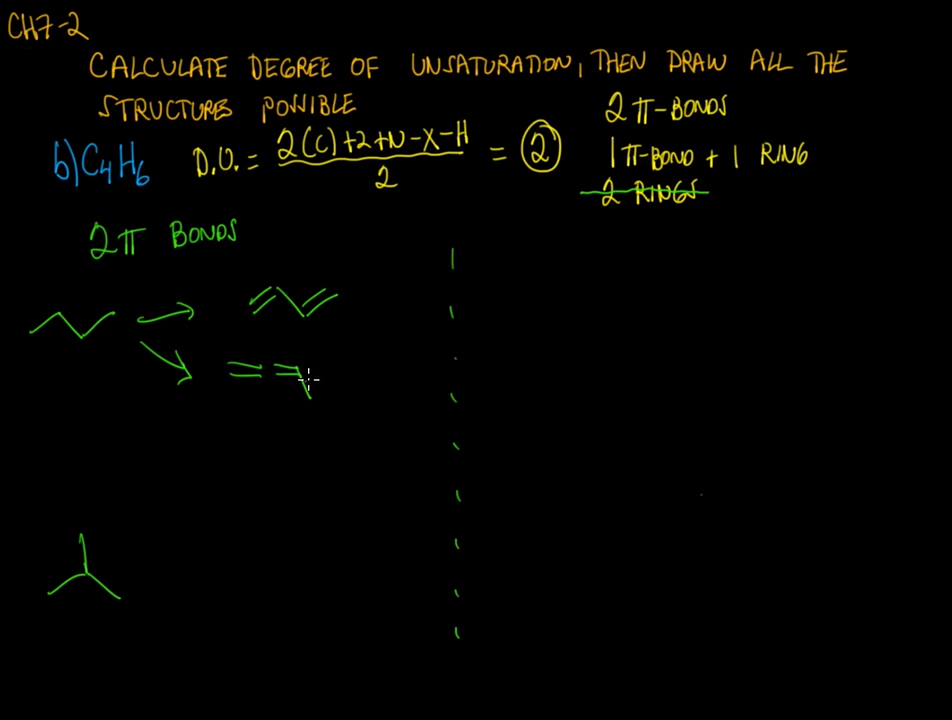 CH7-2
CALCULATE DEGREE OF UNSATURATION, THEN DRAW ALL THE
STRUCTURES POSSIBLE
b) C₄H₆ D.U. = 2(C)+2+N-X-H / 2 = 2
2 π-BONDS
1 π-BOND + 1 RING
2 RINGS
2π BONDS